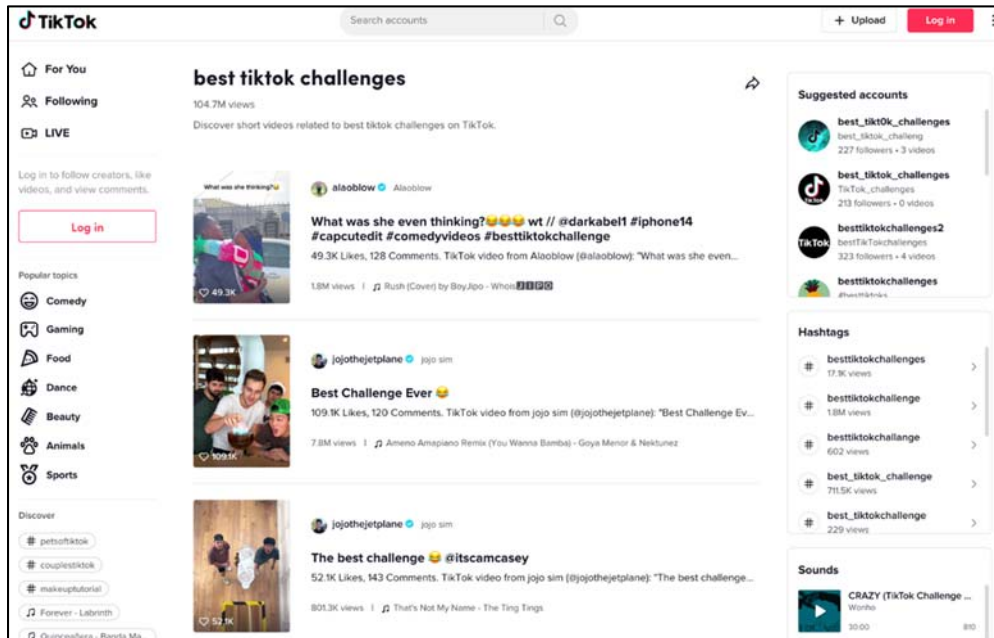 TikTok
Search accounts
+ Upload
Log in
For You
Following
LIVE
Log in to follow creators, like
videos, and view comments.
Log in
Popular topics
Comedy
Gaming
Food
Dance
Beauty
Animals
Sports
Discover
# petsoftiktok
# couplestiktok
# makeuptutorial
Forever - Labrinth
Quinceañera - Banda Ma...
best tiktok challenges
104.7M views
Discover short videos related to best tiktok challenges on TikTok.
What was she thinking?😂
49.3K
alaoblow Alaoblow
What was she even thinking?😂😂😂 wt // @darkabel1 #iphone14
#capcutedit #comedyvideos #besttiktokchallenge
49.3K Likes, 128 Comments. TikTok video from Alaoblow (@alaoblow): "What was she even...
1.8M views | Rush (Cover) by BoyJipo - Whois🅹🅸🅿🅾
109.1K
jojothejetplane jojo sim
Best Challenge Ever 😂
109.1K Likes, 120 Comments. TikTok video from jojo sim (@jojothejetplane): "Best Challenge Ev...
7.8M views | Ameno Amapiano Remix (You Wanna Bamba) - Goya Menor & Nektunez
52.1K
jojothejetplane jojo sim
The best challenge 😂 @itscamcasey
52.1K Likes, 143 Comments. TikTok video from jojo sim (@jojothejetplane): "The best challenge...
801.3K views | That's Not My Name - The Ting Tings
Suggested accounts
best_tikt0k_challenges
best_tiktok_challeng
227 followers • 3 videos
best_tiktok_challenges
TikTok_challenges
213 followers • 0 videos
TikTok
besttiktokchallenges2
bestTikTokchallenges
323 followers • 4 videos
besttiktokchallenges
#besttiktoks
Hashtags
# besttiktokchallenges
17.1K views
# besttiktokchallenge
1.8M views
# besttiktokchallange
602 views
# best_tiktok_challenge
711.5K views
# best_tiktokchallenge
229 views
Sounds
CRAZY (TikTok Challenge ...
Wonho
30:00 810